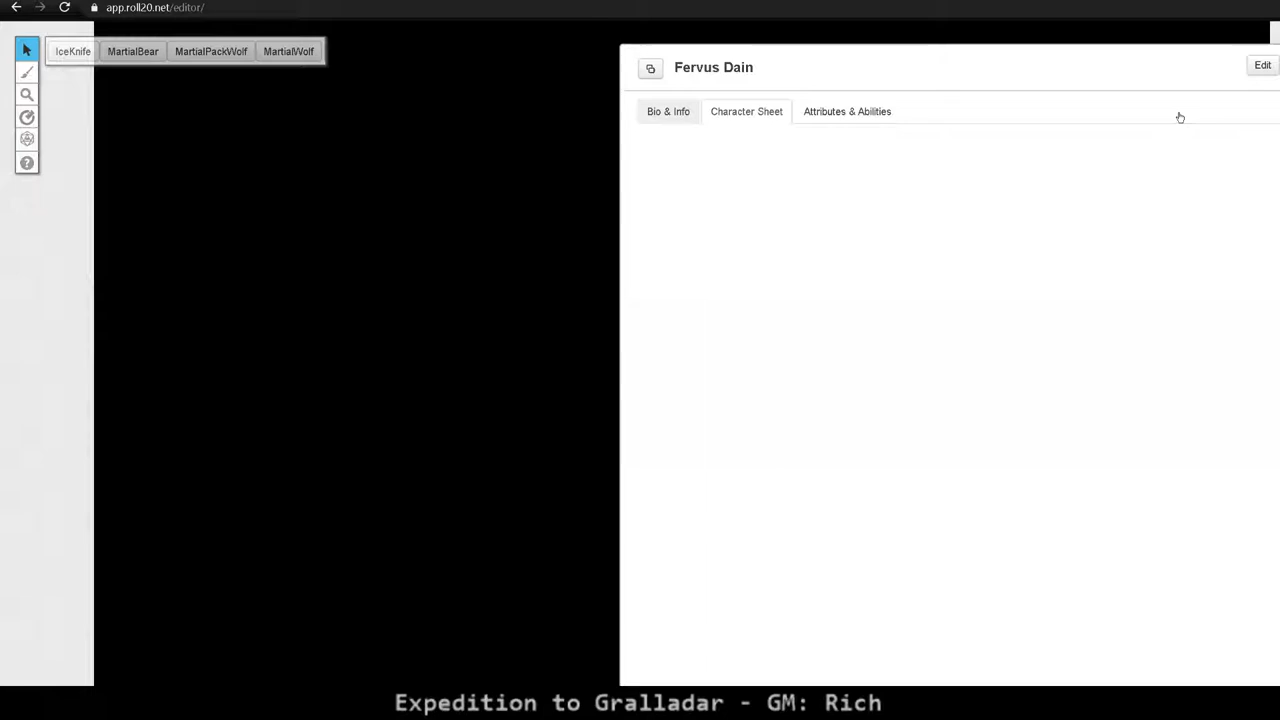 app.roll20.net/editor/
IceKnife MartialBear MartialPackWolf MartialWolf
Fervus Dain
Edit
Bio & Info Character Sheet Attributes & Abilities
Expedition to Gralladar - GM: Rich